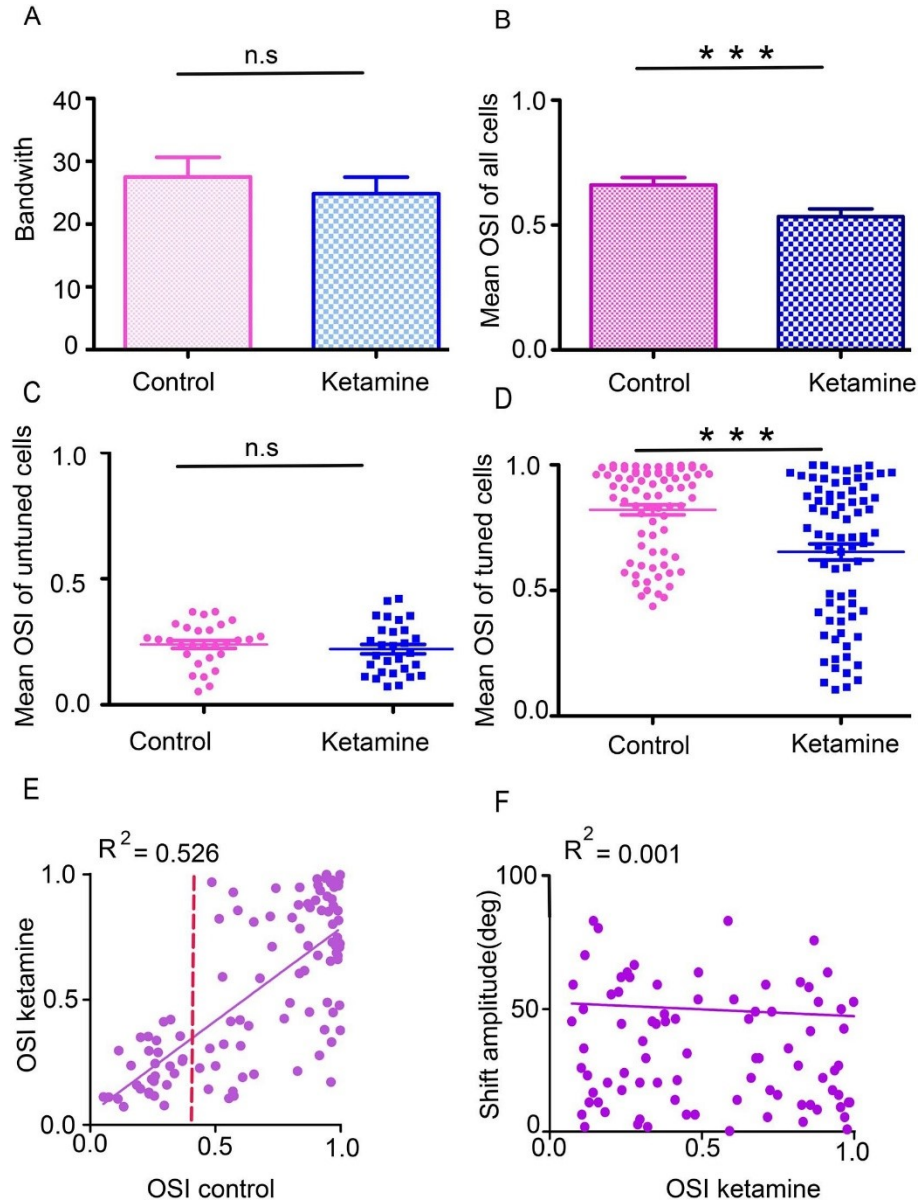 A
n.s
Bandwith
40
30
20
10
0
Control Ketamine
B
* * *
Mean OSI of all cells
1.0
0.5
0.0
Control Ketamine
C
n.s
Mean OSI of untuned cells
1.0
0.5
0.0
Control Ketamine
D
* * *
Mean OSI of tuned cells
1.0
0.5
0.0
Control Ketamine
E
R² = 0.526
OSI ketamine
1.0
0.5
0.0
0.0 0.5 1.0
OSI control
F
R² = 0.001
Shift amplitude(deg)
100
50
0
0.0 0.5 1.0
OSI ketamine